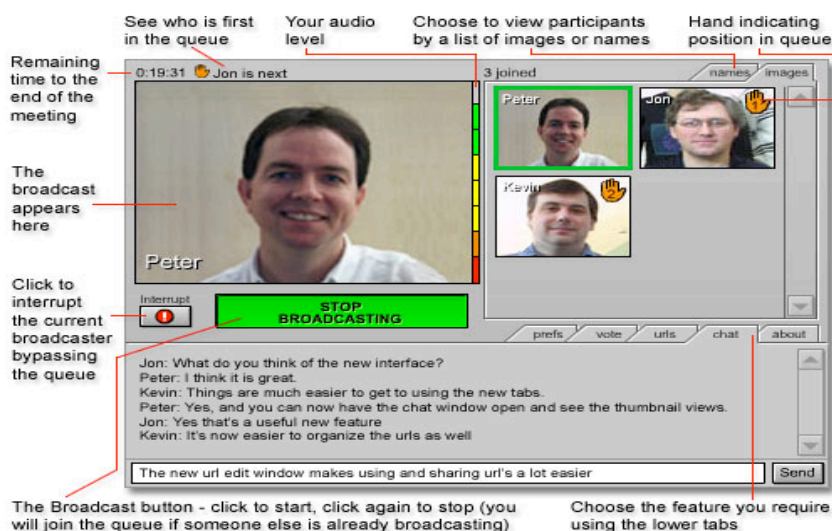 See who is first
in the queue
Your audio
level
Choose to view participants
by a list of images or names
Hand indicating
position in queue
Remaining
time to the
end of the
meeting
0:19:31 Jon is next
3 joined
names images
Peter
Jon
1
Kevin
2
The
broadcast
appears
here
Peter
Click to
interrupt
the current
broadcaster
bypassing
the queue
Interrupt
STOP
BROADCASTING
prefs vote urls chat about
Jon: What do you think of the new interface?
Peter: I think it is great.
Kevin: Things are much easier to get to using the new tabs.
Peter: Yes, and you can now have the chat window open and see the thumbnail views.
Jon: Yes that's a useful new feature
Kevin: It's now easier to organize the urls as well
The new url edit window makes using and sharing url's a lot easier
Send
The Broadcast button - click to start, click again to stop (you
will join the queue if someone else is already broadcasting)
Choose the feature you require
using the lower tabs